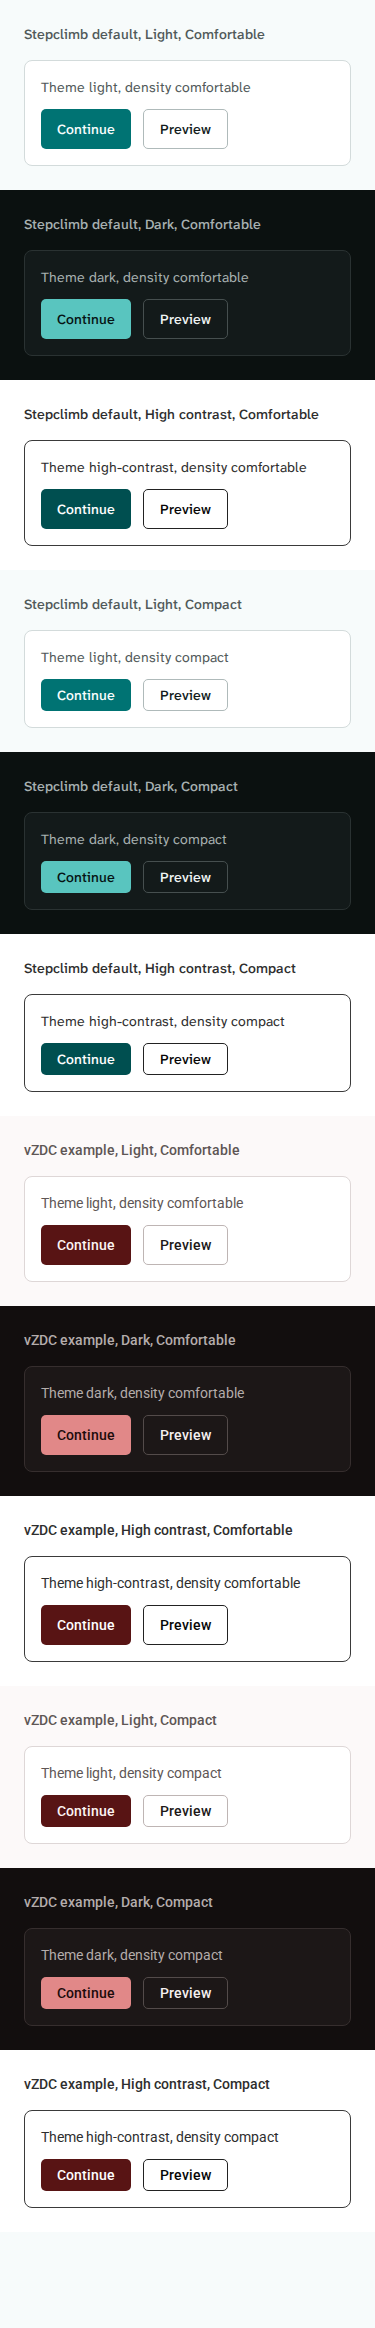 Stepclimb default, Light, Comfortable
Theme light, density comfortable
Continue Preview
Stepclimb default, Dark, Comfortable
Theme dark, density comfortable
Continue Preview
Stepclimb default, High contrast, Comfortable
Theme high-contrast, density comfortable
Continue Preview
Stepclimb default, Light, Compact
Theme light, density compact
Continue Preview
Stepclimb default, Dark, Compact
Theme dark, density compact
Continue Preview
Stepclimb default, High contrast, Compact
Theme high-contrast, density compact
Continue Preview
vZDC example, Light, Comfortable
Theme light, density comfortable
Continue Preview
vZDC example, Dark, Comfortable
Theme dark, density comfortable
Continue Preview
vZDC example, High contrast, Comfortable
Theme high-contrast, density comfortable
Continue Preview
vZDC example, Light, Compact
Theme light, density compact
Continue Preview
vZDC example, Dark, Compact
Theme dark, density compact
Continue Preview
vZDC example, High contrast, Compact
Theme high-contrast, density compact
Continue Preview